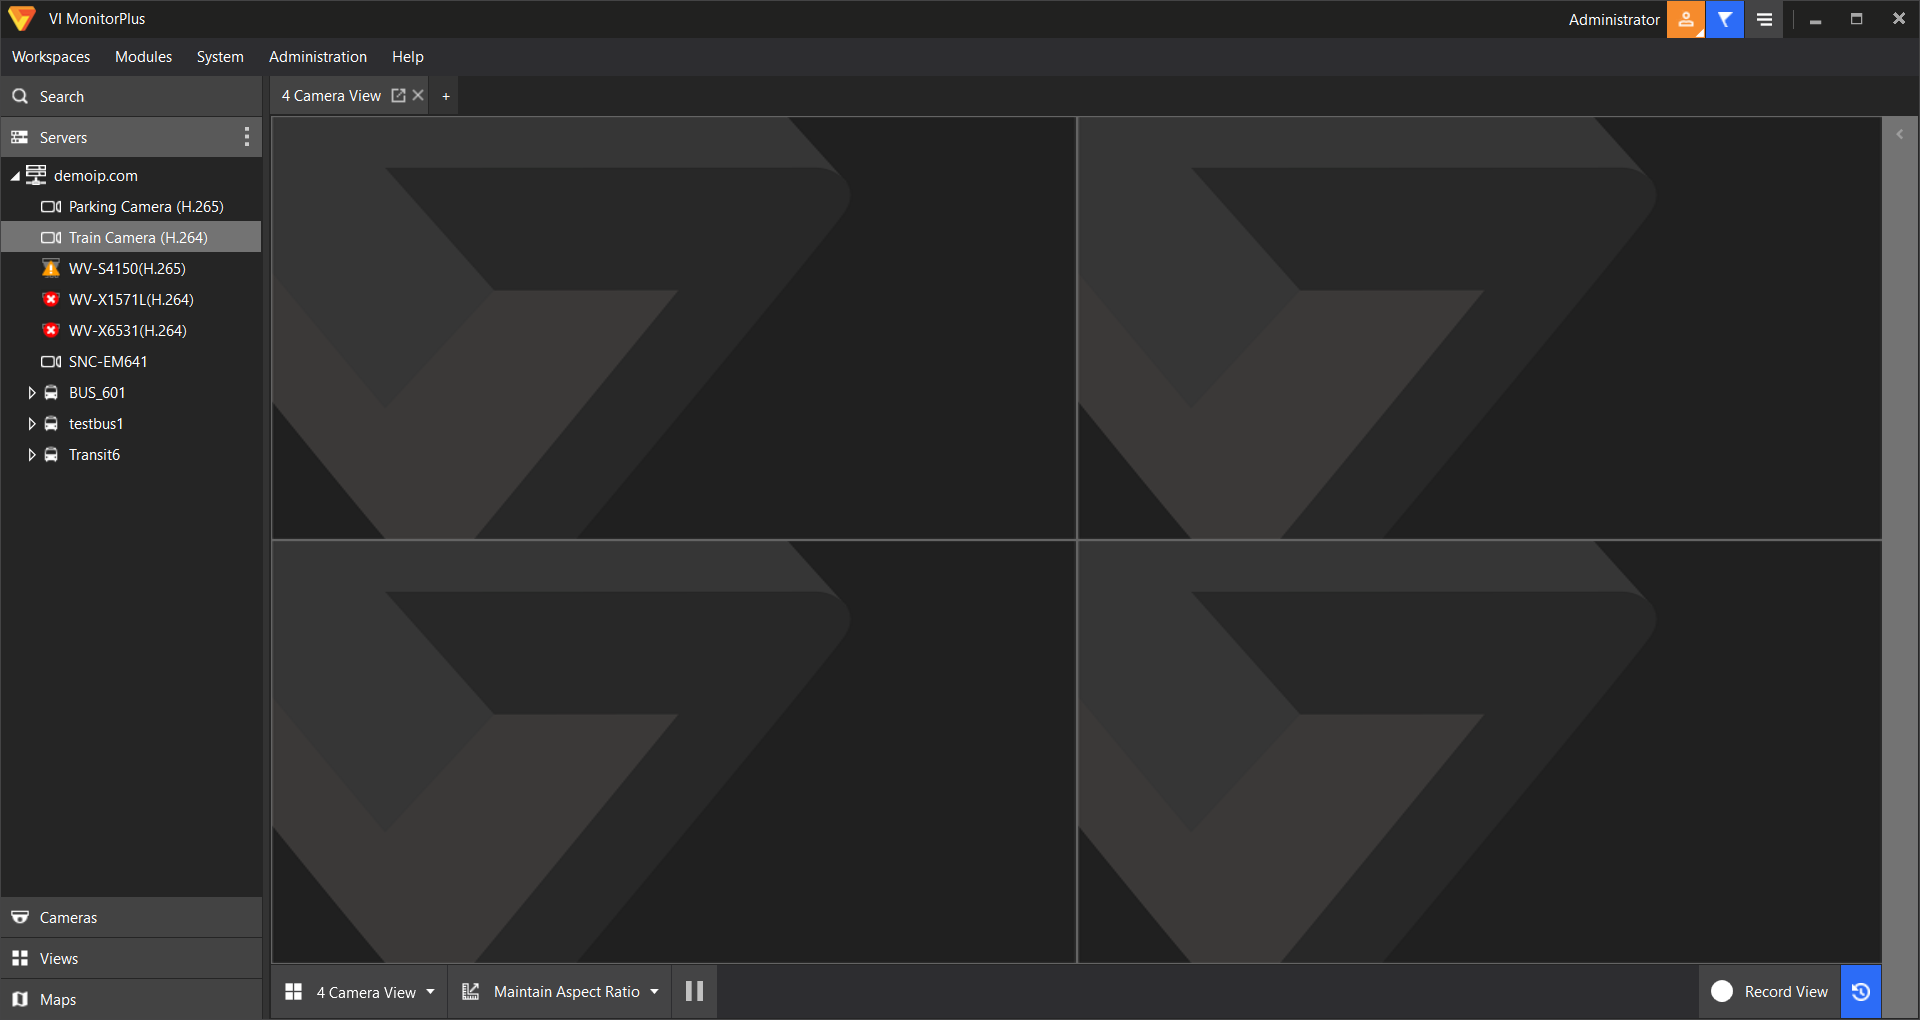 VI MonitorPlus
Administrator
Workspaces Modules System Administration Help
Search
4 Camera View +
Servers
demoip.com
Parking Camera (H.265)
Train Camera (H.264)
WV-S4150(H.265)
WV-X1571L(H.264)
WV-X6531(H.264)
SNC-EM641
BUS_601
testbus1
Transit6
Cameras
Views
Maps
4 Camera View Maintain Aspect Ratio Record View